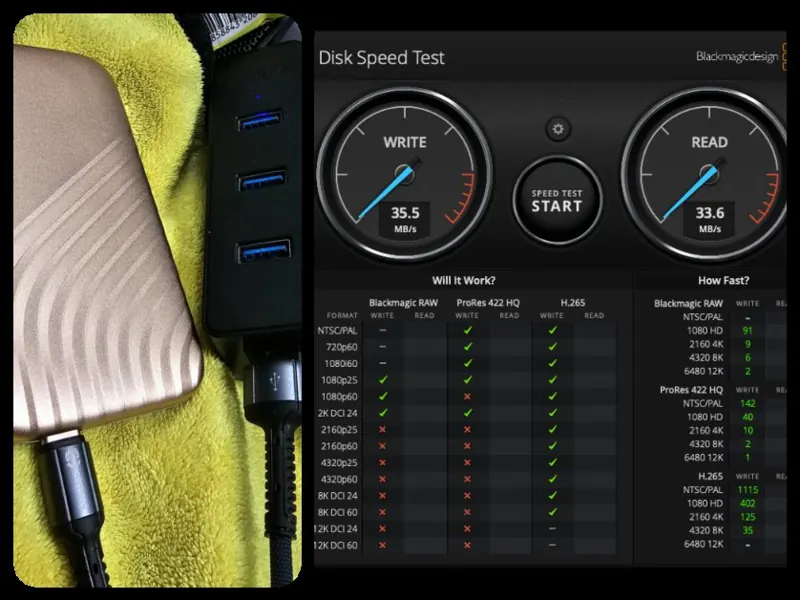 Disk Speed Test
Blackmagicdesign
WRITE
35.5
MB/s
SPEED TEST
START
READ
33.6
MB/s
Will It Work?
Blackmagic RAW ProRes 422 HQ H.265
FORMAT WRITE READ WRITE READ WRITE READ
NTSC/PAL – ✓ ✓
720p60 – ✓ ✓
1080i60 – ✓ ✓
1080p25 ✓ ✓ ✓
1080p60 ✓ ✕ ✓
2K DCI 24 ✓ ✓ ✓
2160p25 ✕ ✕ ✓
2160p60 ✕ ✕ ✓
4320p25 ✕ ✕ ✓
4320p60 ✕ ✕ ✓
8K DCI 24 ✕ ✕ ✓
8K DCI 60 ✕ ✕ ✓
12K DCI 24 ✕ ✕ –
12K DCI 60 ✕ ✕ –
How Fast?
Blackmagic RAW WRITE
NTSC/PAL -
1080 HD 91
2160 4K 9
4320 8K 6
6480 12K 2
ProRes 422 HQ WRITE
NTSC/PAL 142
1080 HD 40
2160 4K 10
4320 8K 2
6480 12K 1
H.265 WRITE
NTSC/PAL 1115
1080 HD 402
2160 4K 125
4320 8K 35
6480 12K -